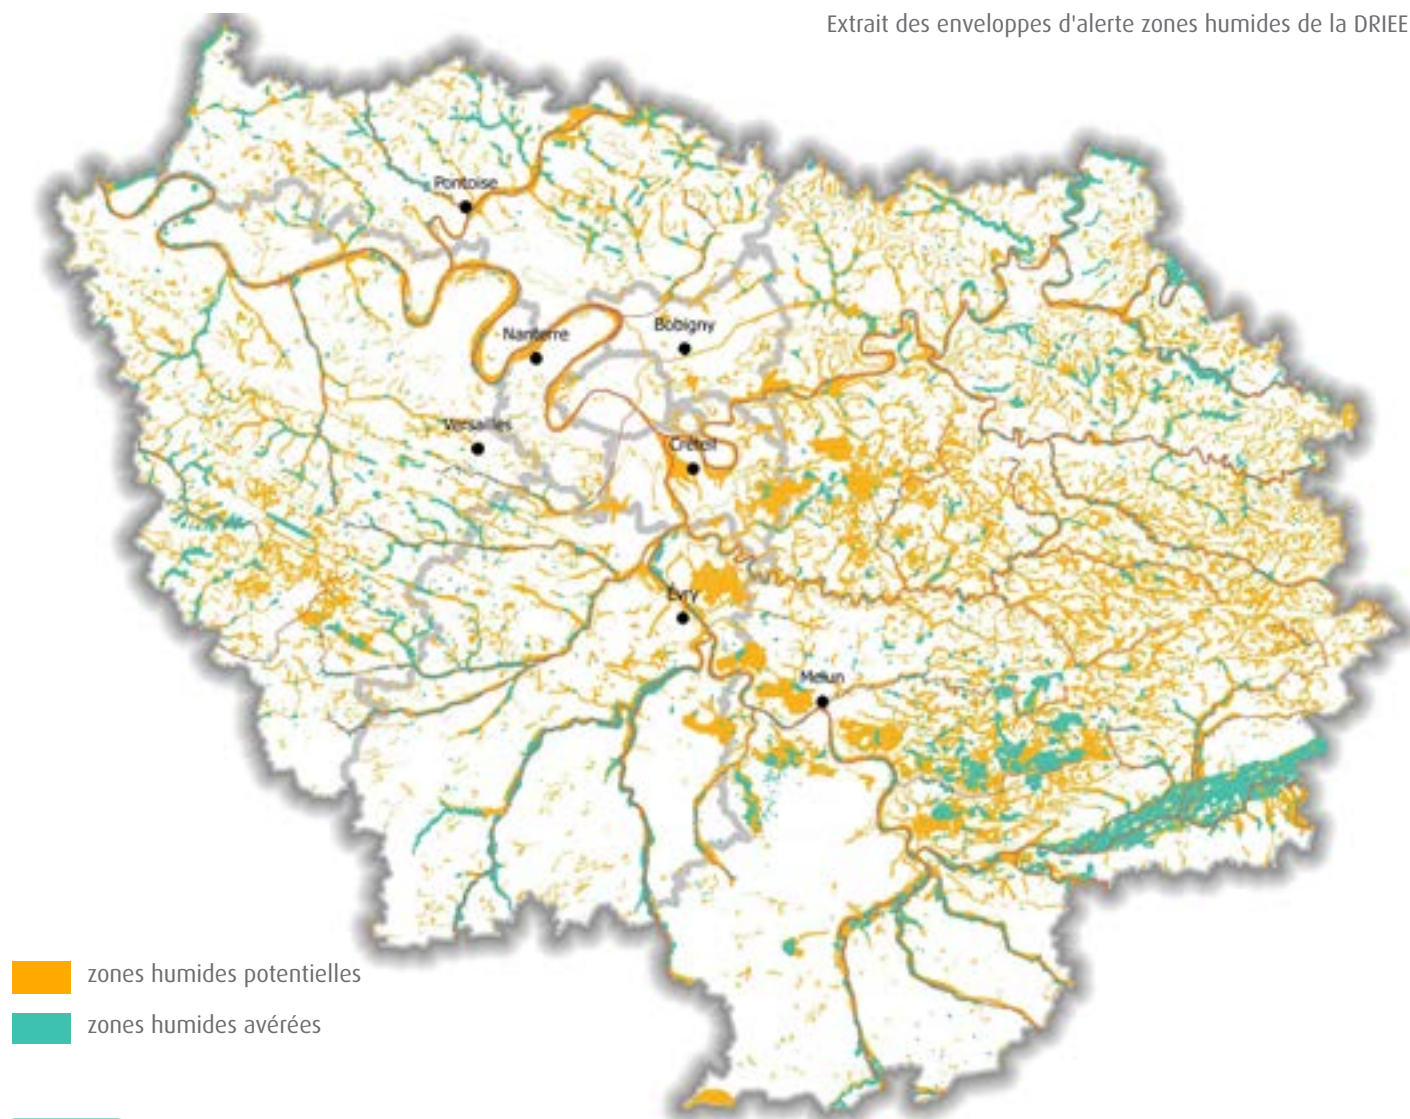 Extrait des enveloppes d'alerte zones humides de la DRIEE
Pontoise
Nanterre
Bobigny
Versailles
Créteil
Évry
Melun
zones humides potentielles
zones humides avérées